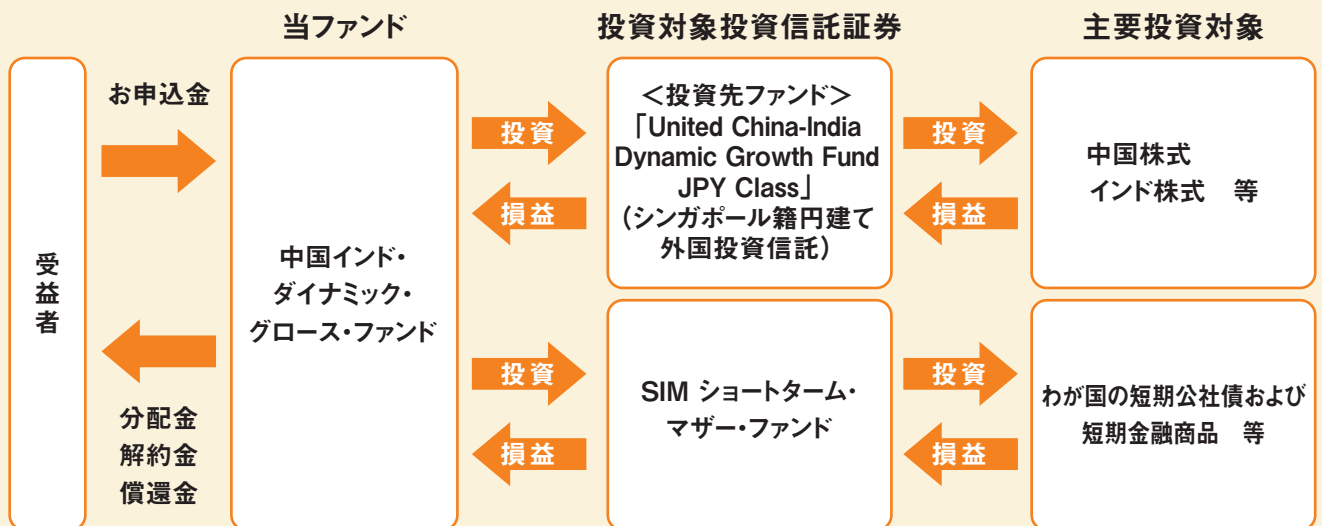 当ファンド
投資対象投資信託証券
主要投資対象
受益者
お申込金
分配金
解約金
償還金
中国インド・
ダイナミック・
グロース・ファンド
投資
損益
<投資先ファンド>
「United China-India
Dynamic Growth Fund
JPY Class」
(シンガポール籍円建て
外国投資信託)
投資
損益
中国株式
インド株式 等
投資
損益
SIM ショートターム・
マザー・ファンド
投資
損益
わが国の短期公社債および
短期金融商品 等